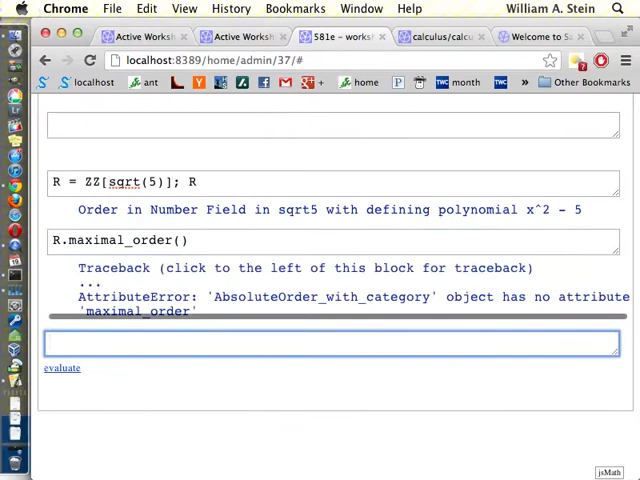 Chrome File Edit View History Bookmarks Window Help William A. Stein
Active Works
Active Works
581e – works
calculus/calcu
Welcome to Sa
localhost:8389/home/admin/37/#
localhost ant home month » Other Bookmarks
R = ZZ[sqrt(5)]; R
Order in Number Field in sqrt5 with defining polynomial x^2 - 5
R.maximal_order()
Traceback (click to the left of this block for traceback)
...
AttributeError: 'AbsoluteOrder_with_category' object has no attribute
'maximal_order'
evaluate
jsMath